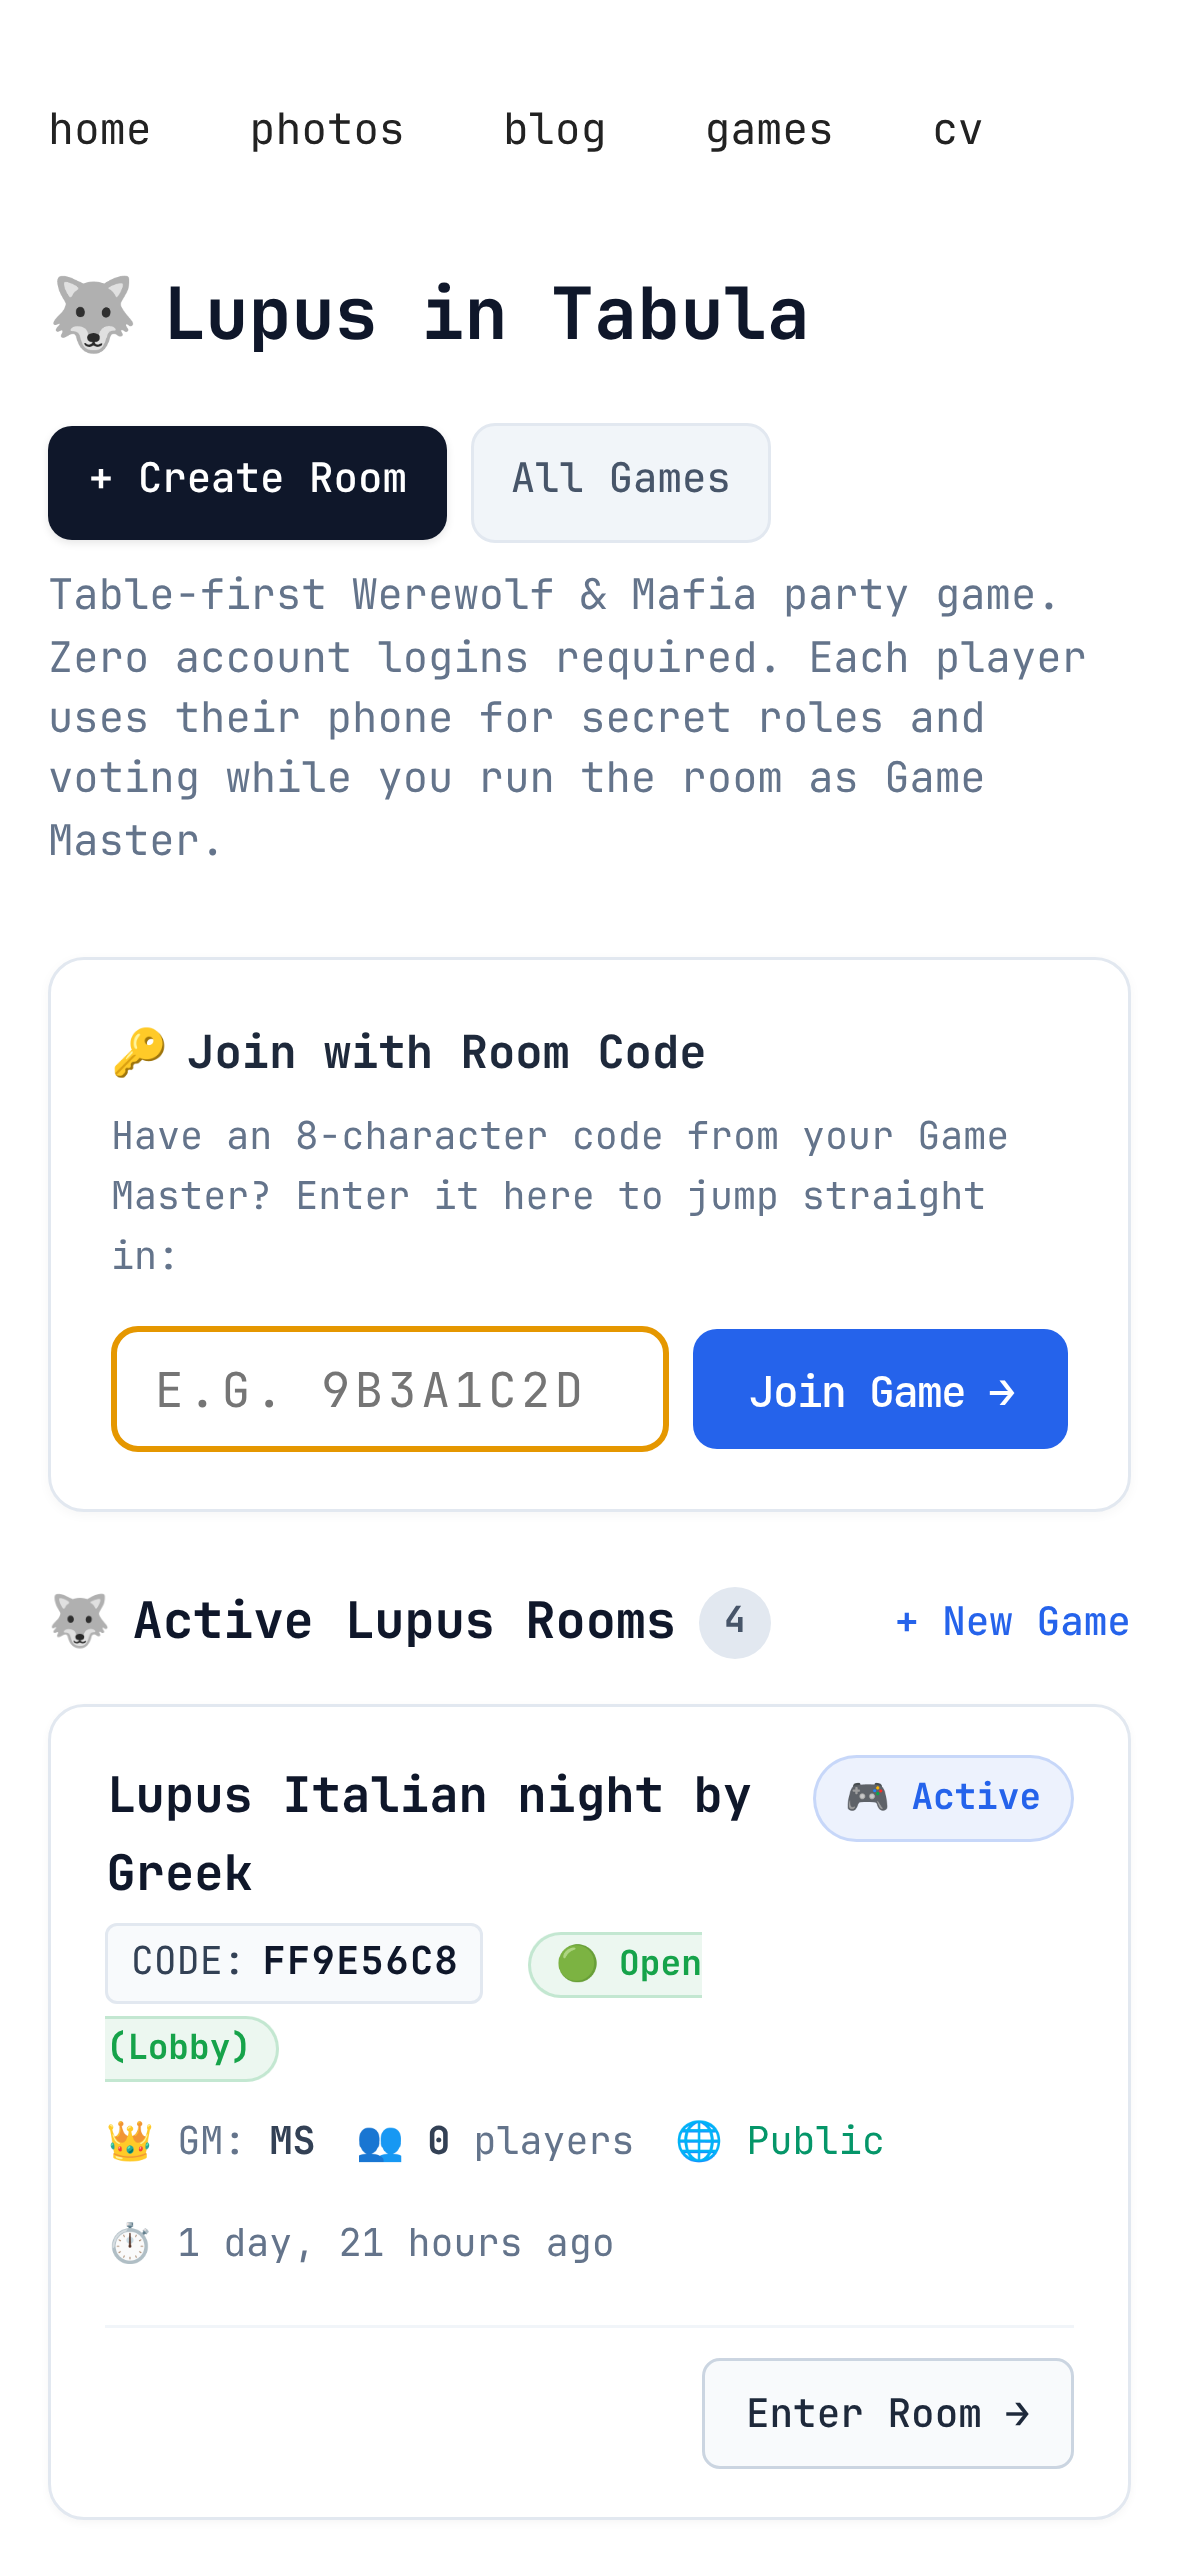 home photos blog games cv
🐺 Lupus in Tabula
+ Create Room All Games
Table-first Werewolf & Mafia party game.
Zero account logins required. Each player
uses their phone for secret roles and
voting while you run the room as Game
Master.
🔑 Join with Room Code
Have an 8-character code from your Game
Master? Enter it here to jump straight
in:
E.G. 9B3A1C2D Join Game →
🐺 Active Lupus Rooms 4 + New Game
Lupus Italian night by 🎮 Active
Greek
CODE: FF9E56C8 🟢 Open
(Lobby)
👑 GM: MS 👥 0 players 🌐 Public
⏱️ 1 day, 21 hours ago
Enter Room →